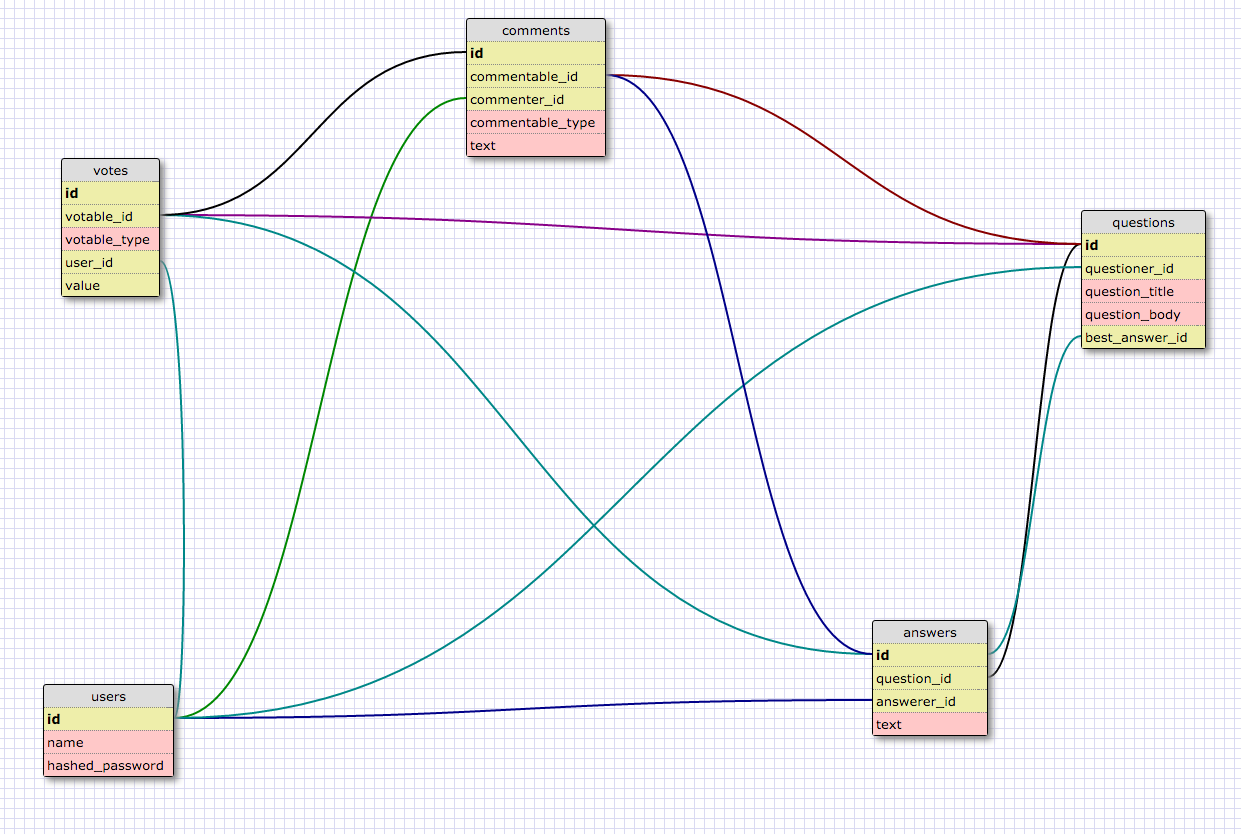 comments
id
commentable_id
commenter_id
commentable_type
text
votes
id
votable_id
votable_type
user_id
value
questions
id
questioner_id
question_title
question_body
best_answer_id
answers
id
question_id
answerer_id
text
users
id
name
hashed_password